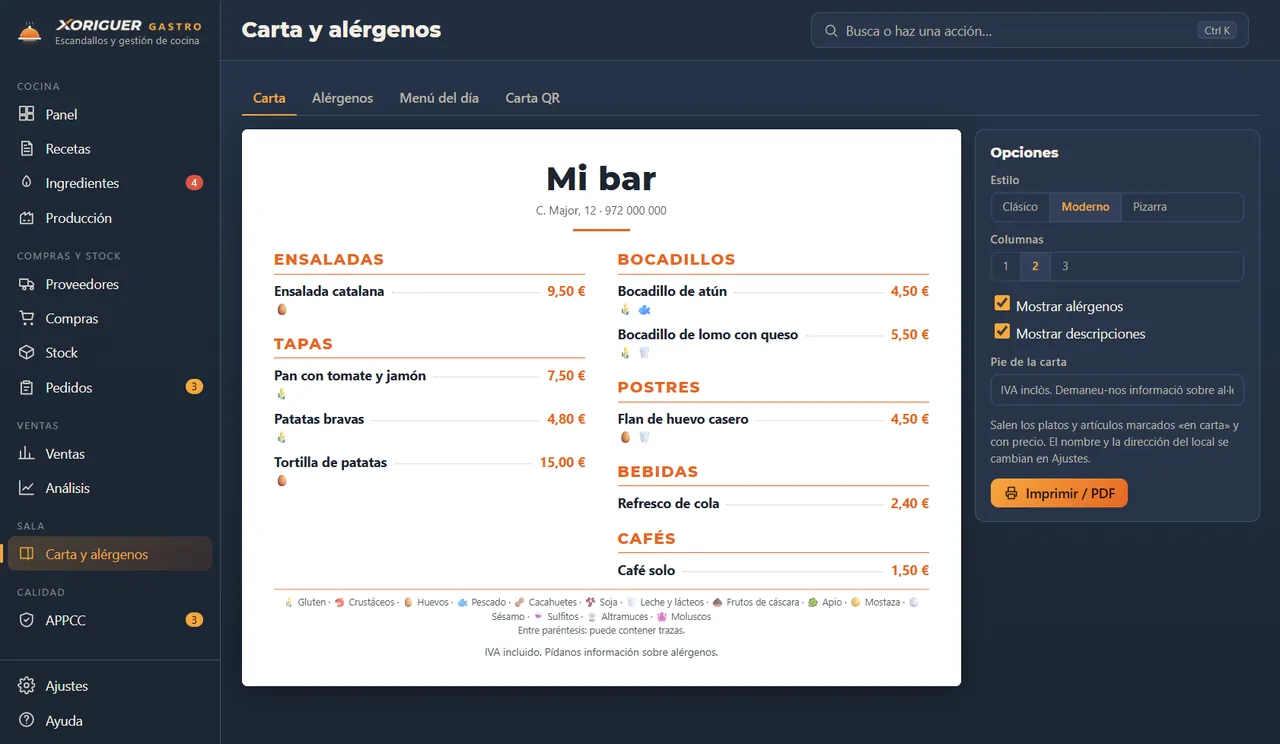 XORIGUER GASTRO
Escandallos y gestión de cocina
COCINA
Panel
Recetas
Ingredientes 4
Producción
COMPRAS Y STOCK
Proveedores
Compras
Stock
Pedidos 3
VENTAS
Ventas
Análisis
SALA
Carta y alérgenos
CALIDAD
APPCC 3
Ajustes
Ayuda
Carta y alérgenos
Busca o haz una acción... Ctrl K
Carta Alérgenos Menú del día Carta QR
Mi bar
C. Major, 12 · 972 000 000
ENSALADAS
Ensalada catalana 9,50 €
TAPAS
Pan con tomate y jamón 7,50 €
Patatas bravas 4,80 €
Tortilla de patatas 15,00 €
BOCADILLOS
Bocadillo de atún 4,50 €
Bocadillo de lomo con queso 5,50 €
POSTRES
Flan de huevo casero 4,50 €
BEBIDAS
Refresco de cola 2,40 €
CAFÉS
Café solo 1,50 €
Gluten · Crustáceos · Huevos · Pescado · Cacahuetes · Soja · Leche y lácteos · Frutos de cáscara · Apio · Mostaza ·
Sésamo · Sulfitos · Altramuces · Moluscos
Entre paréntesis: puede contener trazas.
IVA incluido. Pídanos información sobre alérgenos.
Opciones
Estilo
Clásico Moderno Pizarra
Columnas
1 2 3
Mostrar alérgenos
Mostrar descripciones
Pie de la carta
IVA inclòs. Demaneu-nos informació sobre
Salen los platos y artículos marcados «en carta» y
con precio. El nombre y la dirección del local se
cambian en Ajustes.
Imprimir / PDF